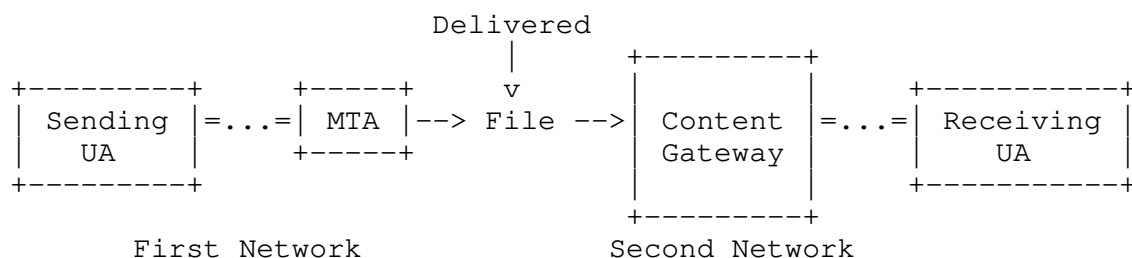 Delivered
| +---------+
+---------+ +-----+ v | | +-----------+
| Sending |=...=| MTA |--> File -->| Content |=...=| Receiving |
| UA | +-----+ | Gateway | | UA |
+---------+ | | +-----------+
+---------+
First Network Second Network